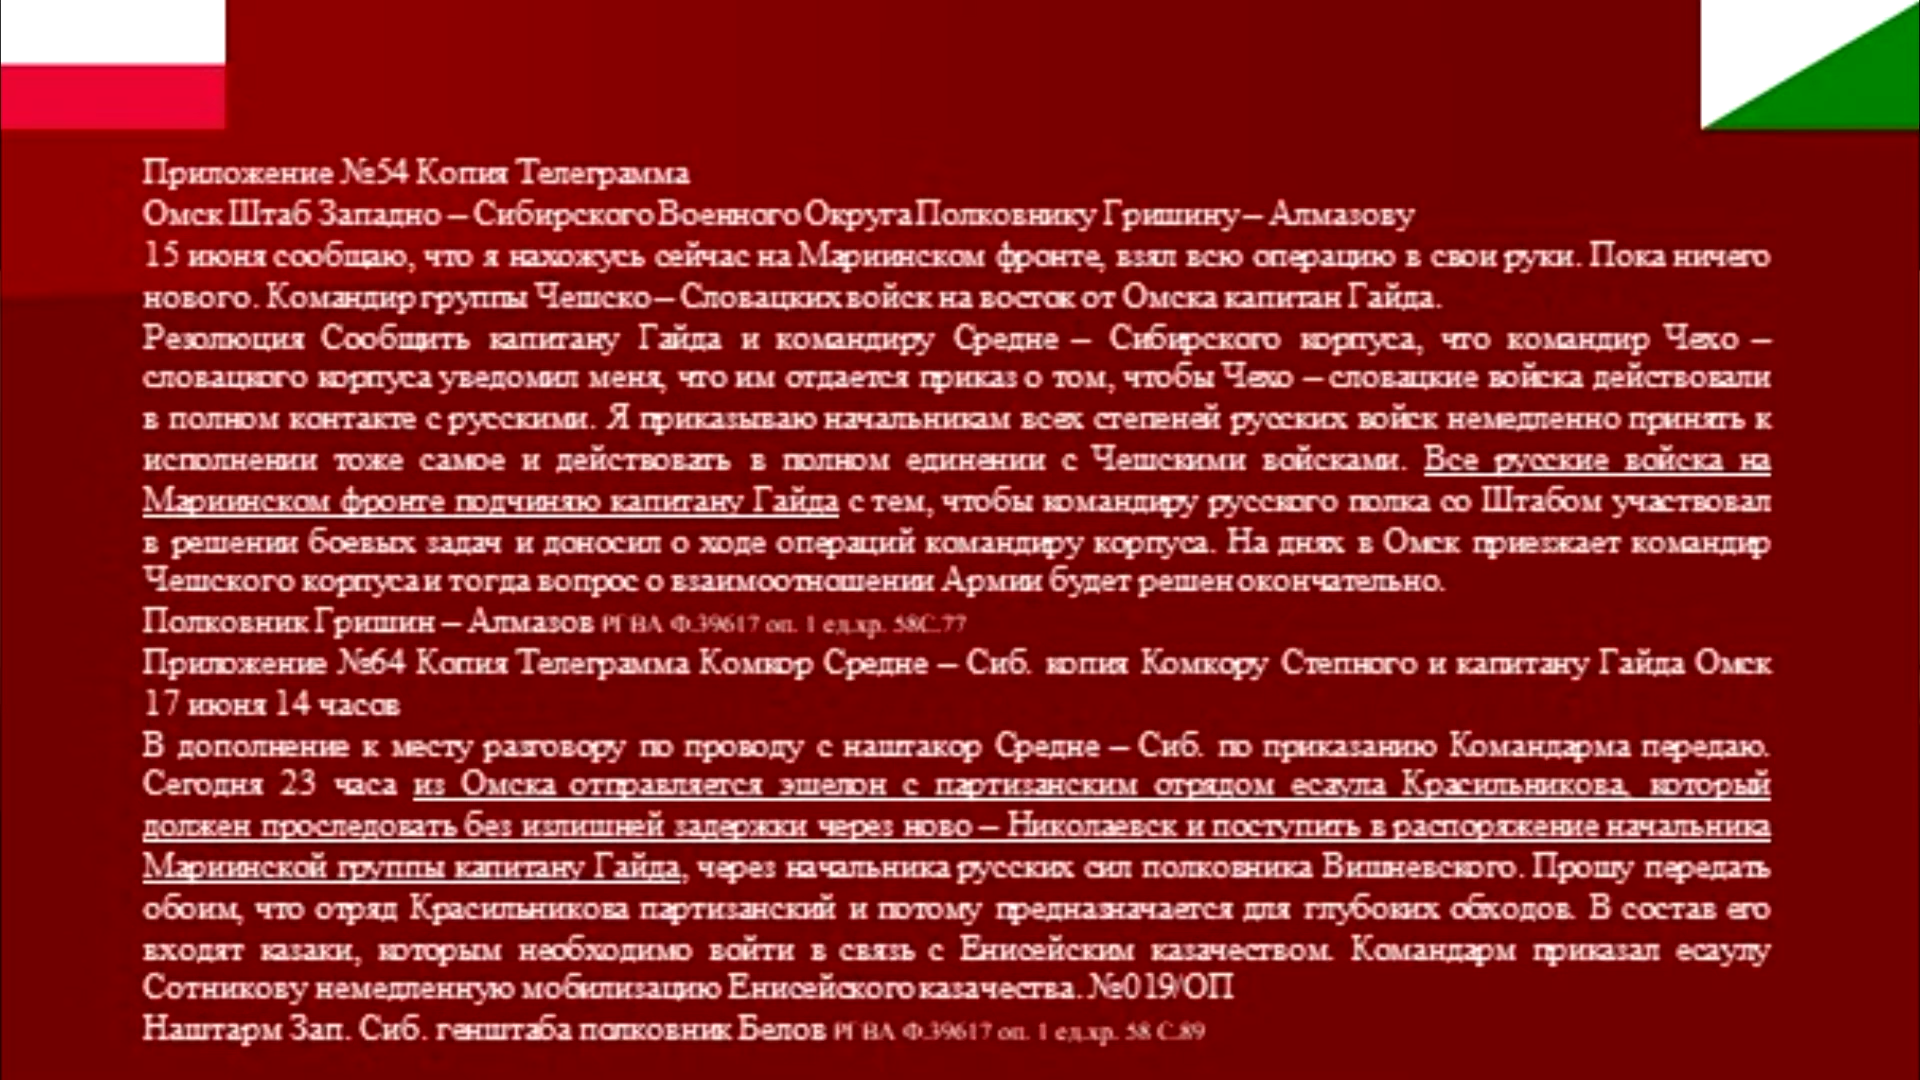 Приложение №54 Копия Телеграмма
Омск Штаб Западно – Сибирского Военного Округа Полковнику Гришину – Алмазову
15 июня сообщаю, что я нахожусь сейчас на Мариинском фронте, взял всю операцию в свои руки. Пока ничего
нового. Командир группы Чешско – Словацких войск на восток от Омска капитан Гайда.
Резолюция Сообщить капитану Гайда и командиру Средне – Сибирского корпуса, что командир Чехо –
словацкого корпуса уведомил меня, что им отдается приказ о том, чтобы Чехо – словацкие войска действовали
в полном контакте с русскими. Я приказываю начальникам всех степеней русских войск немедленно принять к
исполнении тоже самое и действовать в полном единении с Чешскими войсками. Все русские войска на
Мариинском фронте подчиняю капитану Гайда с тем, чтобы командиру русского полка со Штабом участвовал
в решении боевых задач и доносил о ходе операций командиру корпуса. На днях в Омск приезжает командир
Чешского корпуса и тогда вопрос о взаимоотношении Армии будет решен окончательно.
Полковник Гришин – Алмазов РГВА Ф.39617 оп. 1 ед.хр. 58С.77
Приложение №64 Копия Телеграмма Комкор Средне – Сиб. копия Комкору Степного и капитану Гайда Омск
17 июня 14 часов
В дополнение к месту разговору по проводу с наштакор Средне – Сиб. по приказанию Командарма передаю.
Сегодня 23 часа из Омска отправляется эшелон с партизанским отрядом есаула Красильникова, который
должен проследовать без излишней задержки через ново – Николаевск и поступить в распоряжение начальника
Мариинской группы капитану Гайда, через начальника русских сил полковника Вишневского. Прошу передать
обоим, что отряд Красильникова партизанский и потому предназначается для глубоких обходов. В состав его
входят казаки, которым необходимо войти в связь с Енисейским казачеством. Командарм приказал есаулу
Сотникову немедленную мобилизацию Енисейского казачества. №019/ОП
Наштарм Зап. Сиб. генштаба полковник Белов РГВА Ф.39617 оп. 1 ед.хр. 58 С.89